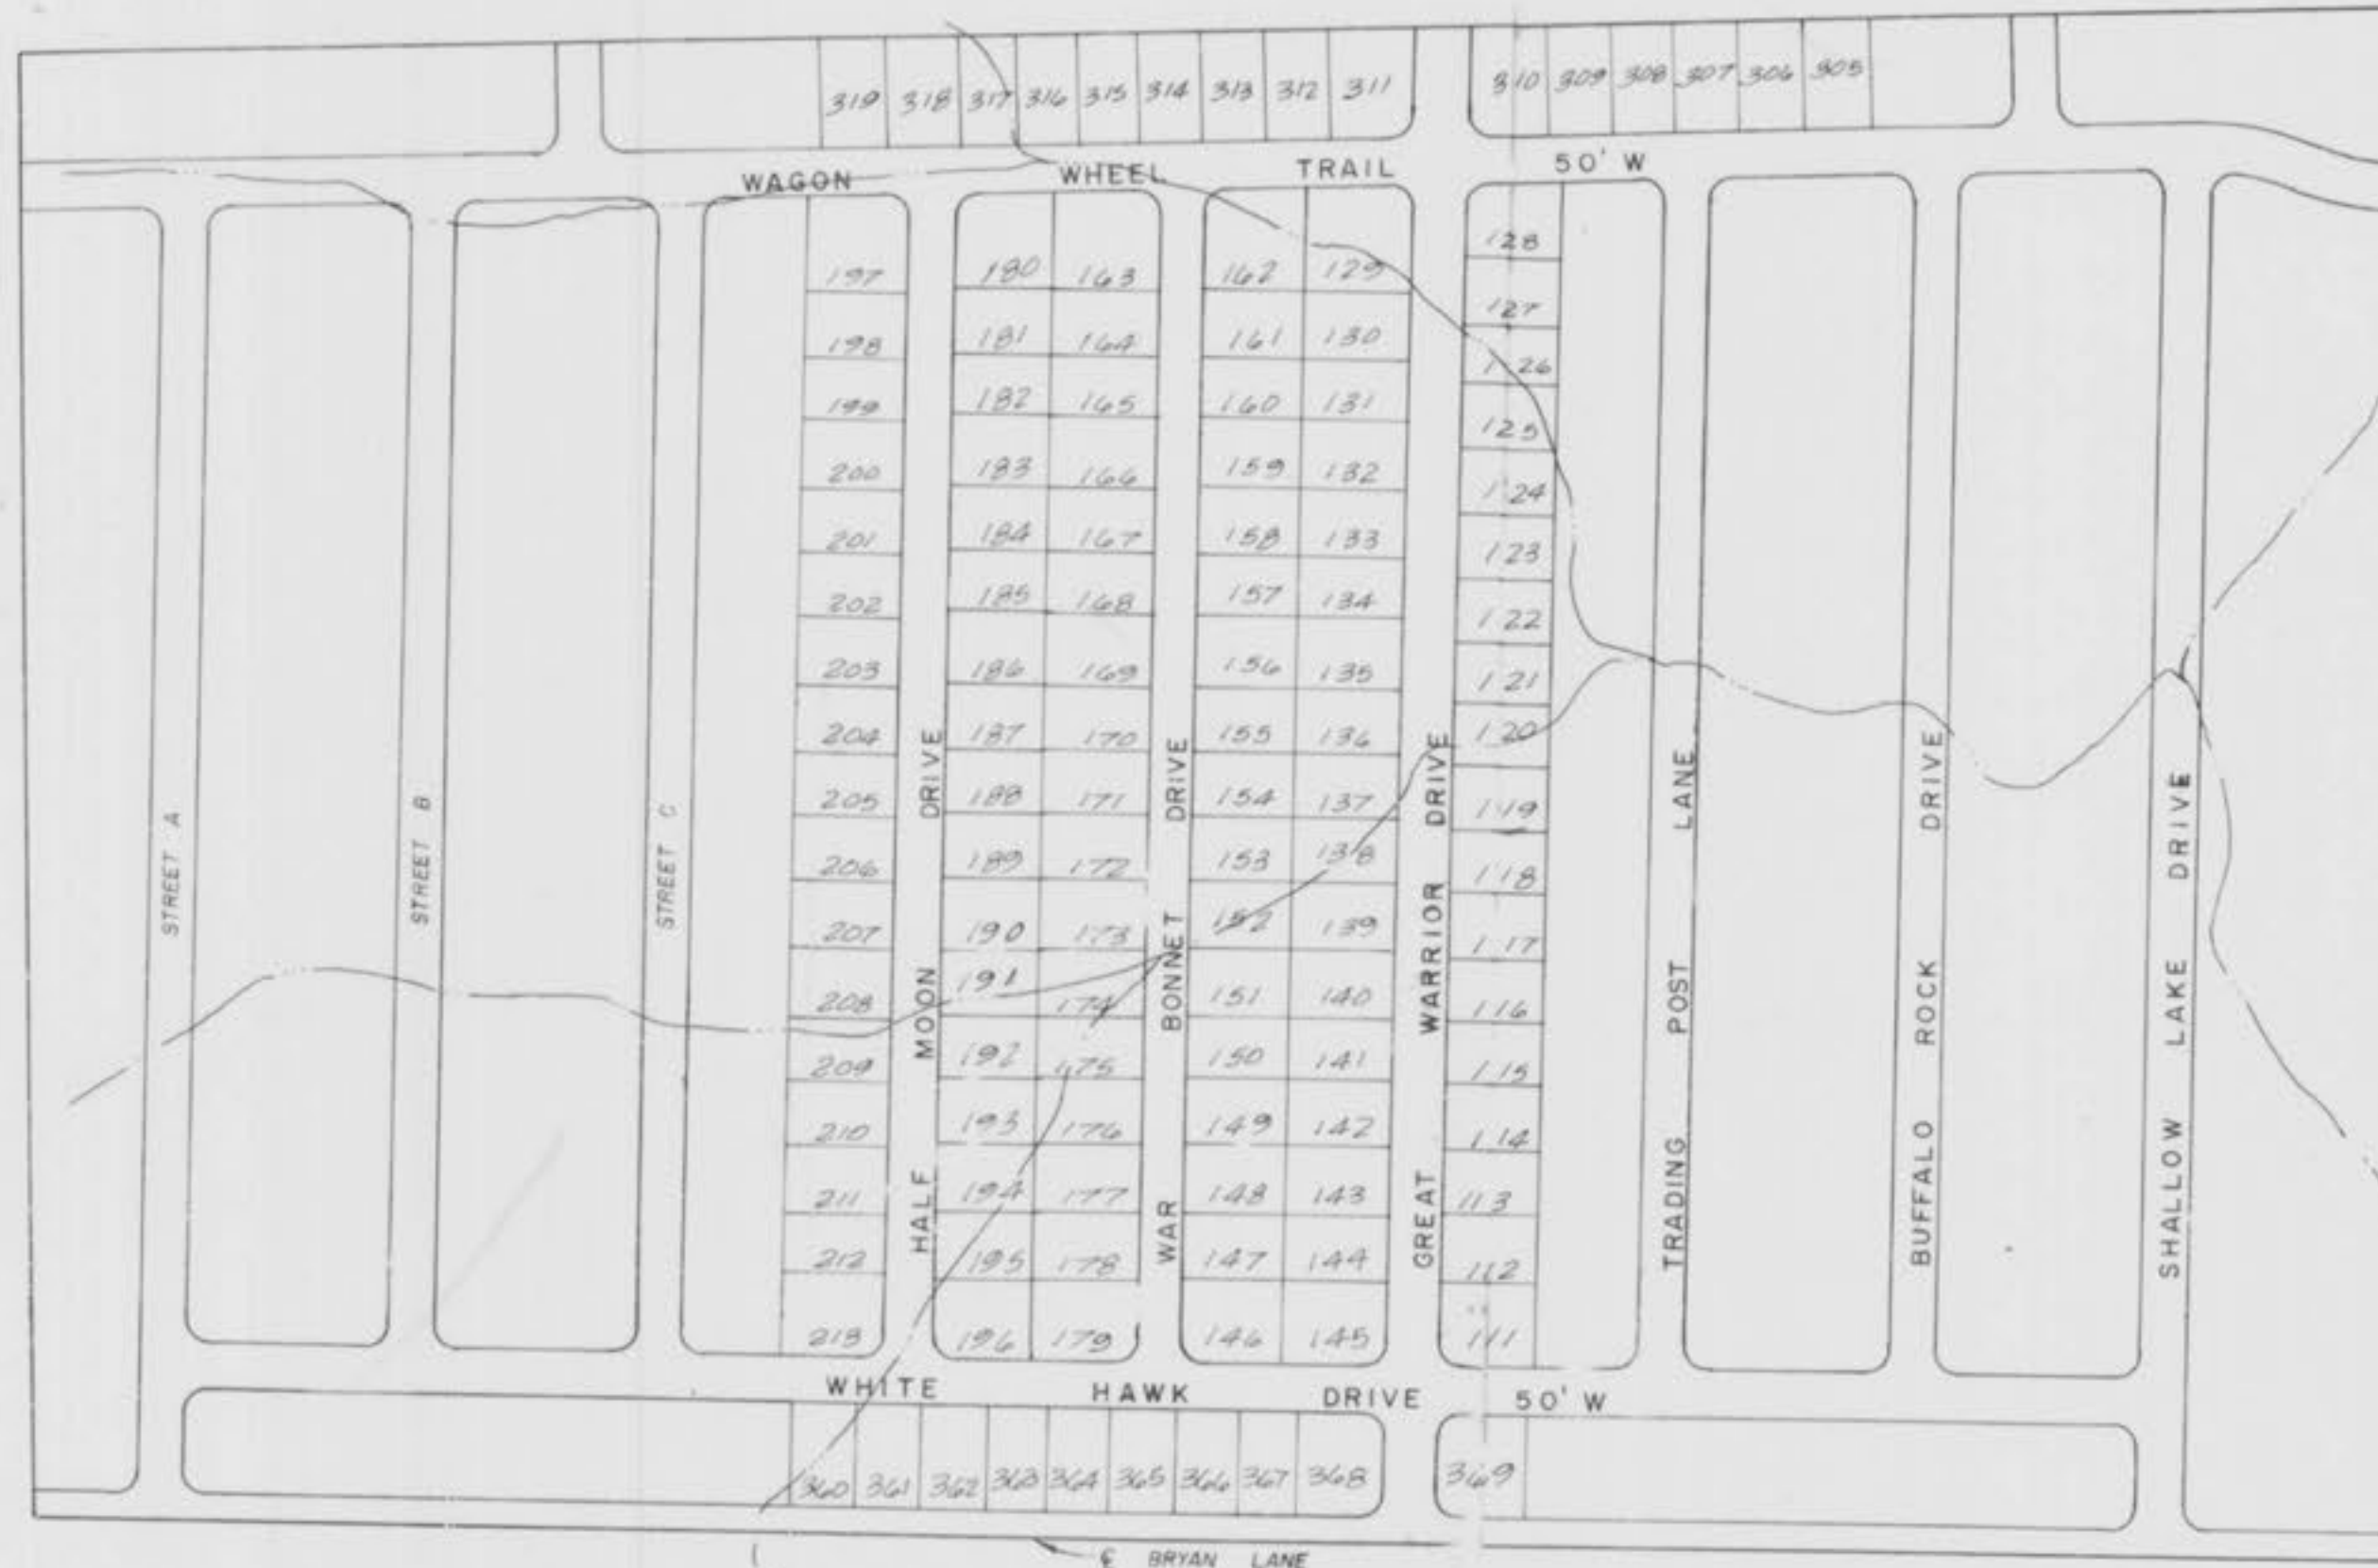 319 318 317 316 315 314 313 312 311 310 309 308 307 306 305
WAGON WHEEL TRAIL 50' W
128
197 180 163 162 129
127
198 181 164 161 130
126
199 182 165 160 131
125
200 183 166 159 132
124
201 184 167 158 133
123
202 185 168 157 134
122
203 186 169 156 135
121
204 187 170 155 136
120
205 188 171 154 137
119
206 189 172 153 138
118
207 190 173 152 139
117
208 191 174 151 140
116
209 192 175 150 141
115
210 193 176 149 142
114
211 194 177 148 143
113
212 195 178 147 144
112
213 196 179 146 145
111
STREET A
STREET B
STREET C
HALF MOON DRIVE
WAR BONNET DRIVE
GREAT WARRIOR DRIVE
TRADING POST LANE
BUFFALO ROCK DRIVE
SHALLOW LAKE DRIVE
WHITE HAWK DRIVE 50' W
360 361 362 363 364 365 366 367 368 369
℄ BRYAN LANE